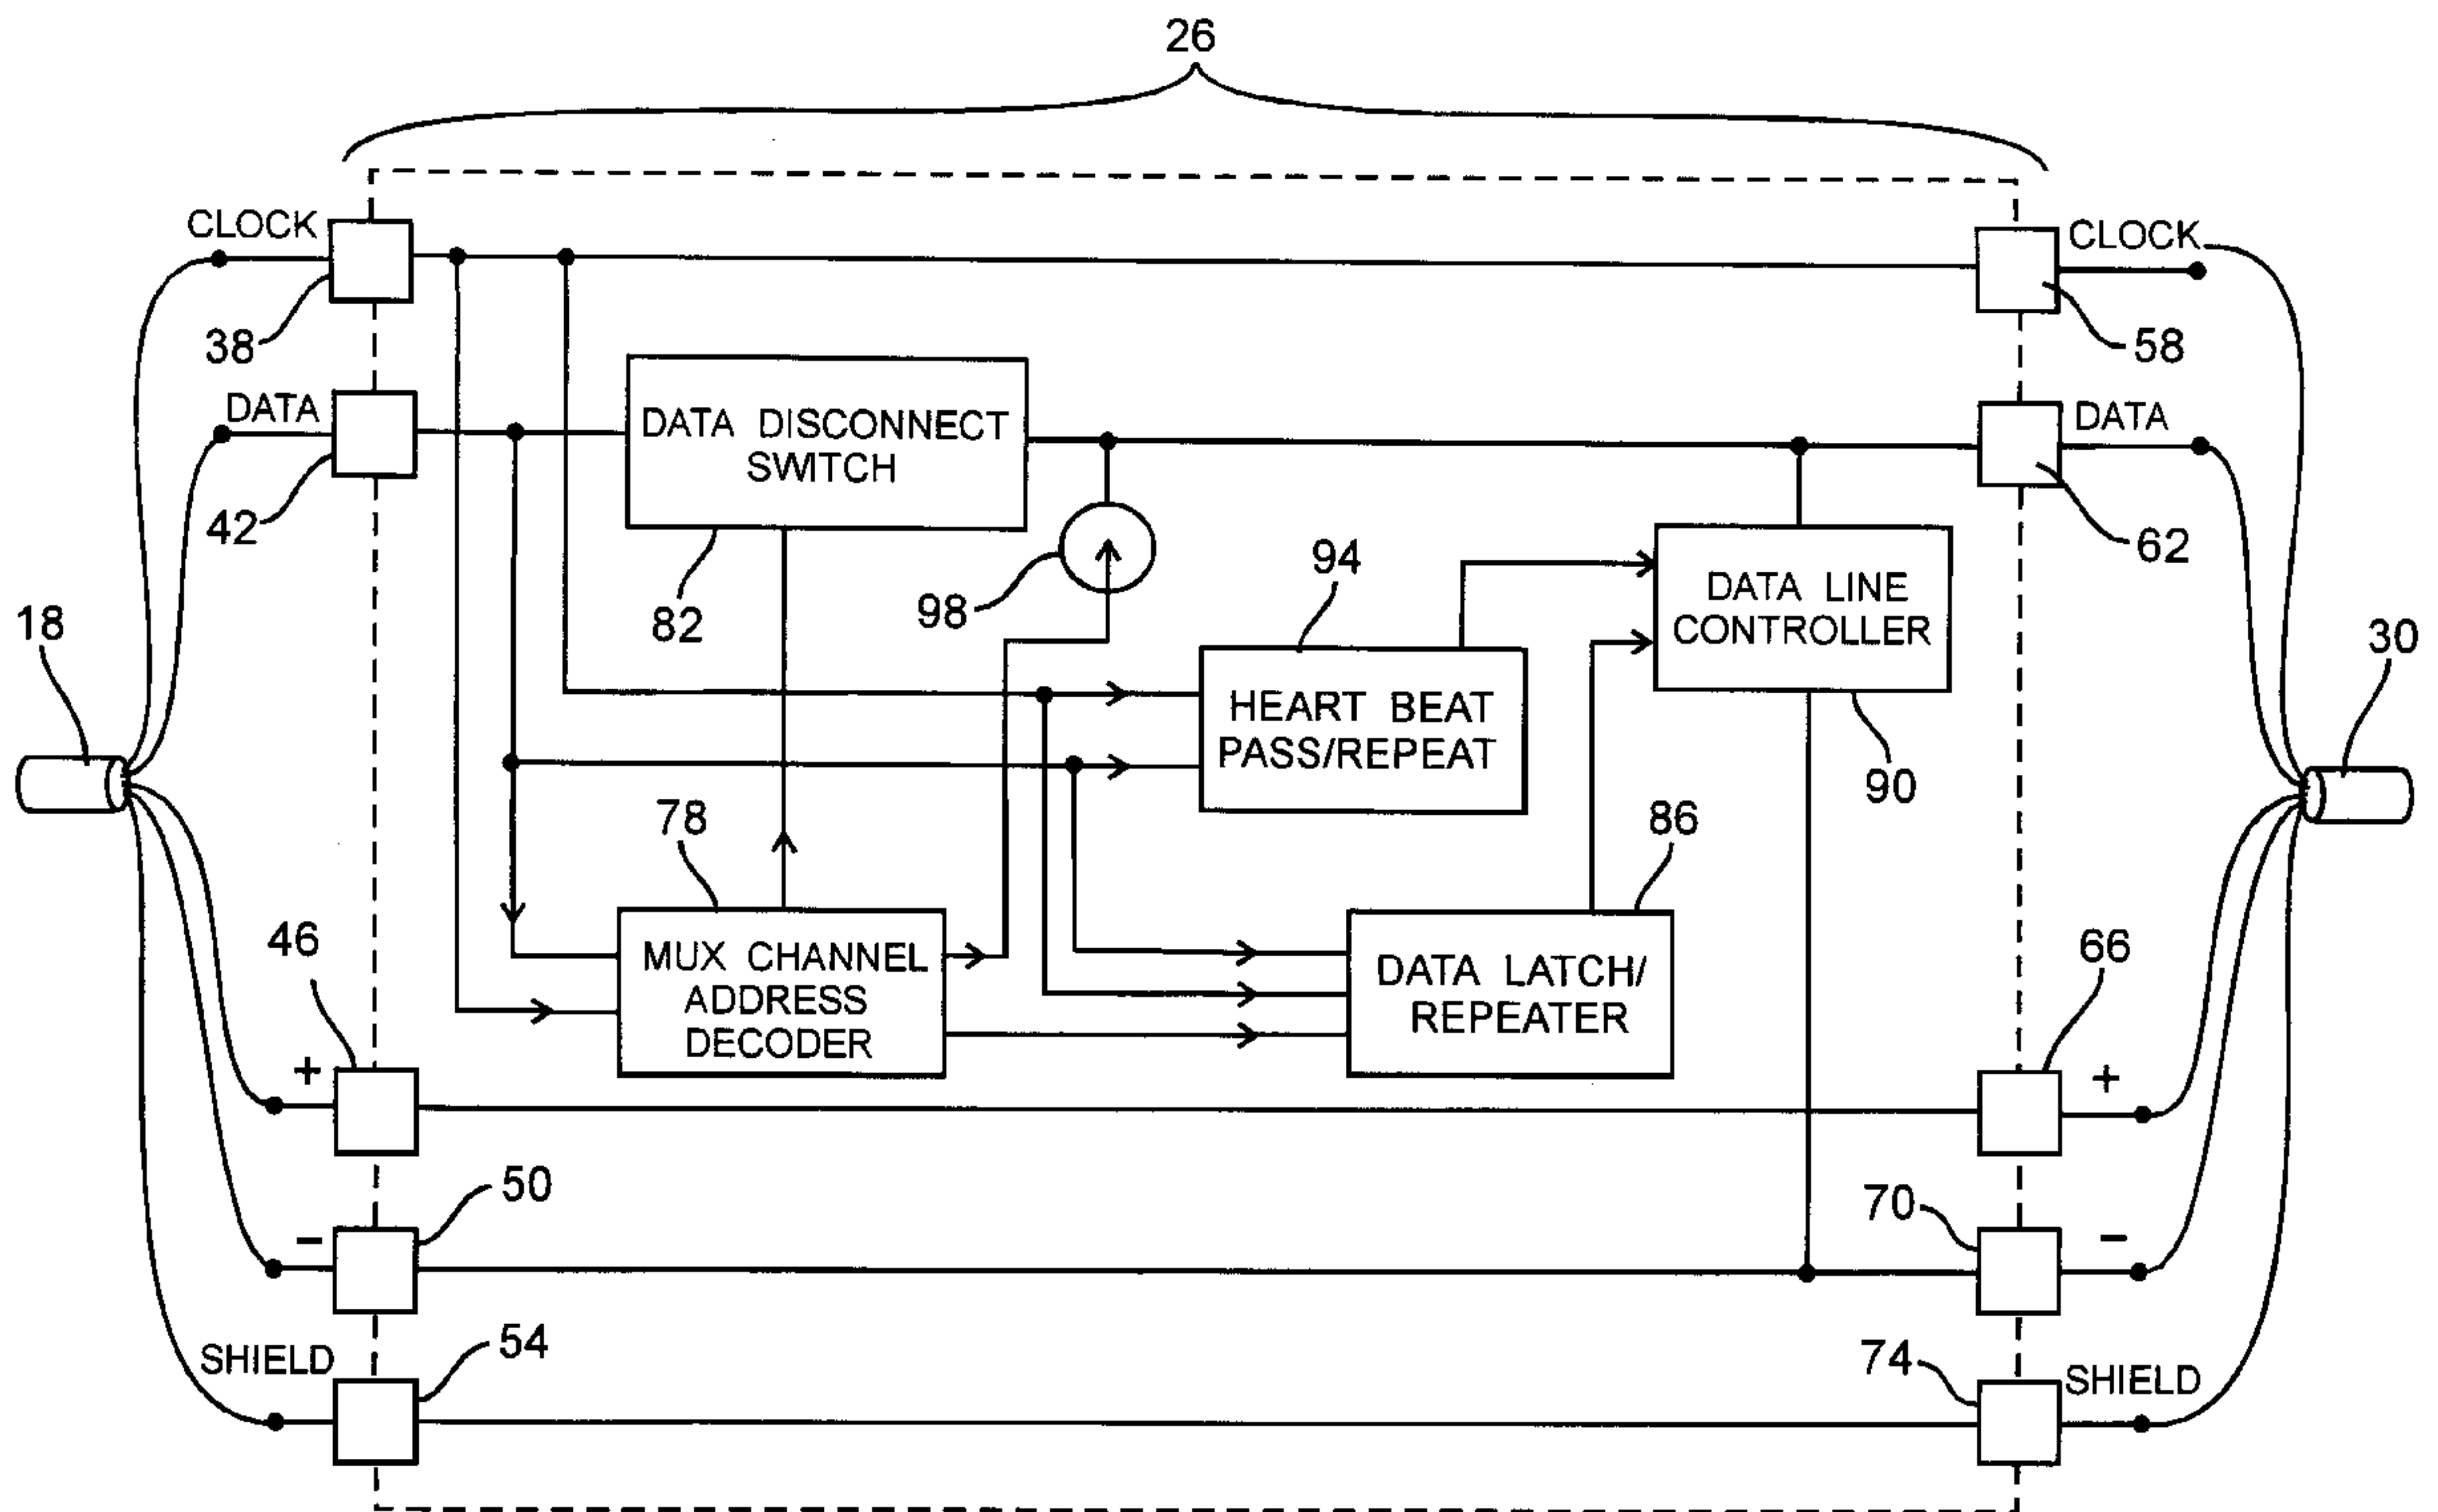 26
CLOCK
CLOCK
38
58
DATA
DATA
DATA DISCONNECT
SWITCH
42
62
82
98
94
DATA LINE
CONTROLLER
18
30
HEART BEAT
PASS/REPEAT
90
78
86
46
66
MUX CHANNEL
ADDRESS
DECODER
DATA LATCH/
REPEATER
+
+
50
70
−
−
54
74
SHIELD
SHIELD